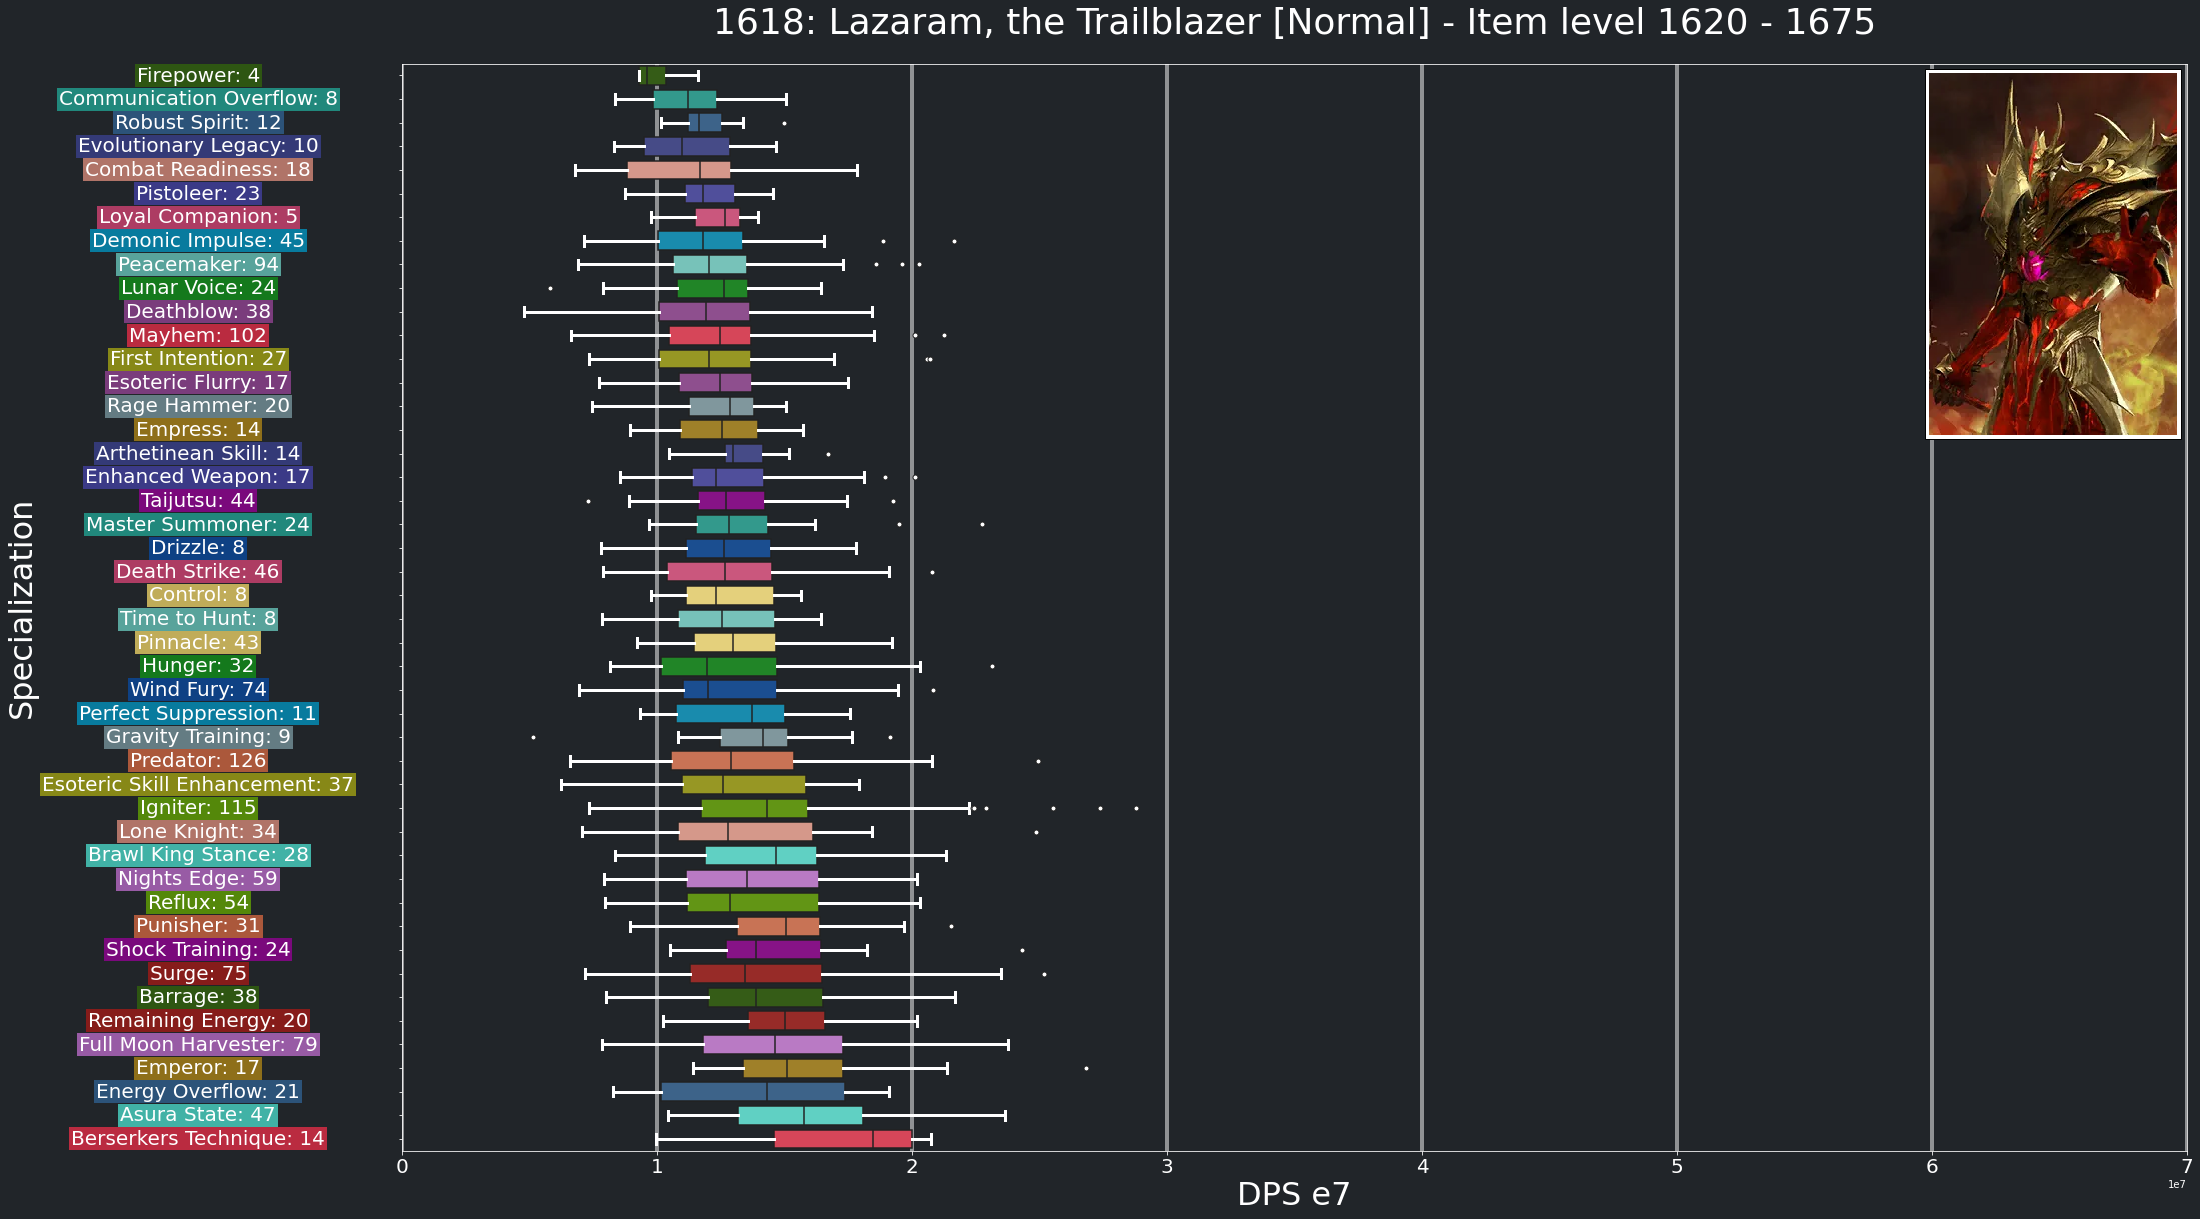 1618: Lazaram, the Trailblazer [Normal] - Item level 1620 - 1675
Specialization
Firepower: 4
Communication Overflow: 8
Robust Spirit: 12
Evolutionary Legacy: 10
Combat Readiness: 18
Pistoleer: 23
Loyal Companion: 5
Demonic Impulse: 45
Peacemaker: 94
Lunar Voice: 24
Deathblow: 38
Mayhem: 102
First Intention: 27
Esoteric Flurry: 17
Rage Hammer: 20
Empress: 14
Arthetinean Skill: 14
Enhanced Weapon: 17
Taijutsu: 44
Master Summoner: 24
Drizzle: 8
Death Strike: 46
Control: 8
Time to Hunt: 8
Pinnacle: 43
Hunger: 32
Wind Fury: 74
Perfect Suppression: 11
Gravity Training: 9
Predator: 126
Esoteric Skill Enhancement: 37
Igniter: 115
Lone Knight: 34
Brawl King Stance: 28
Nights Edge: 59
Reflux: 54
Punisher: 31
Shock Training: 24
Surge: 75
Barrage: 38
Remaining Energy: 20
Full Moon Harvester: 79
Emperor: 17
Energy Overflow: 21
Asura State: 47
Berserkers Technique: 14
0 1 2 3 4 5 6 7
1e7
DPS e7